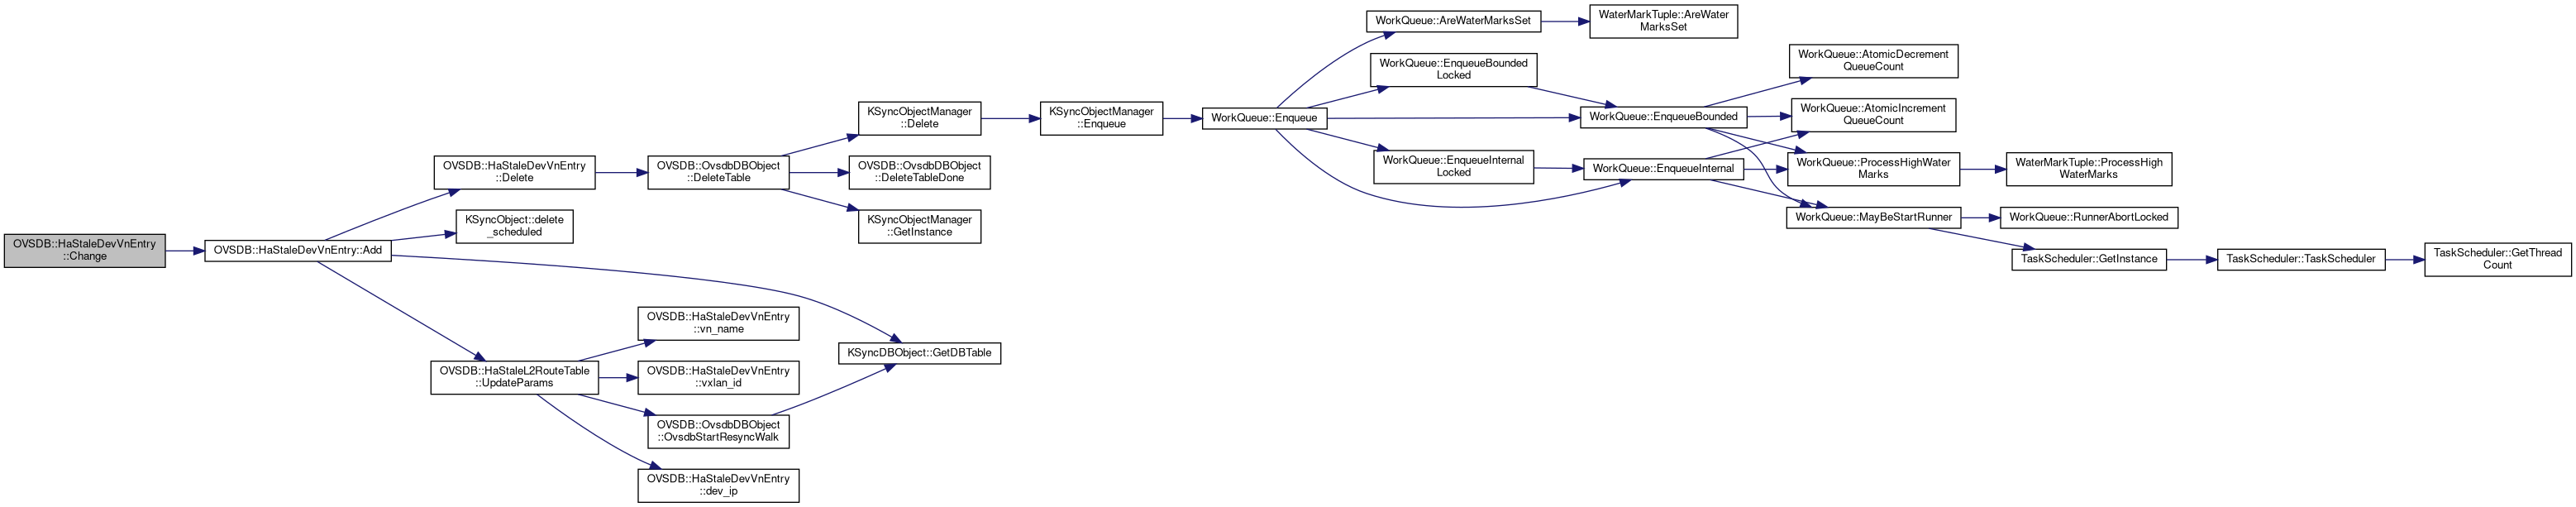 OVSDB::HaStaleDevVnEntry
::Change
OVSDB::HaStaleDevVnEntry::Add
OVSDB::HaStaleDevVnEntry
::Delete
KSyncObject::delete
_scheduled
OVSDB::HaStaleL2RouteTable
::UpdateParams
OVSDB::OvsdbDBObject
::DeleteTable
OVSDB::HaStaleDevVnEntry
::vn_name
OVSDB::HaStaleDevVnEntry
::vxlan_id
OVSDB::OvsdbDBObject
::OvsdbStartResyncWalk
OVSDB::HaStaleDevVnEntry
::dev_ip
KSyncObjectManager
::Delete
OVSDB::OvsdbDBObject
::DeleteTableDone
KSyncObjectManager
::GetInstance
KSyncDBObject::GetDBTable
KSyncObjectManager
::Enqueue
WorkQueue::Enqueue
WorkQueue::AreWaterMarksSet
WorkQueue::EnqueueBounded
Locked
WorkQueue::EnqueueInternal
Locked
WaterMarkTuple::AreWater
MarksSet
WorkQueue::EnqueueBounded
WorkQueue::EnqueueInternal
WorkQueue::AtomicDecrement
QueueCount
WorkQueue::AtomicIncrement
QueueCount
WorkQueue::ProcessHighWater
Marks
WorkQueue::MayBeStartRunner
WaterMarkTuple::ProcessHigh
WaterMarks
WorkQueue::RunnerAbortLocked
TaskScheduler::GetInstance
TaskScheduler::TaskScheduler
TaskScheduler::GetThread
Count